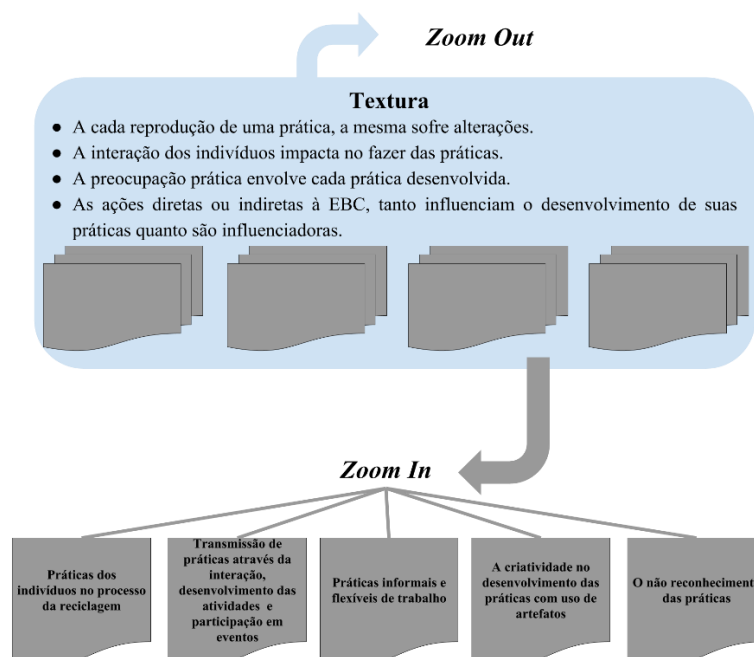 Zoom Out
Textura
● A cada reprodução de uma prática, a mesma sofre alterações.
● A interação dos indivíduos impacta no fazer das práticas.
● A preocupação prática envolve cada prática desenvolvida.
● As ações diretas ou indiretas à EBC, tanto influenciam o desenvolvimento de suas
práticas quanto são influenciadoras.
Zoom In
Práticas dos
indivíduos no processo
da reciclagem
Transmissão de
práticas através da
interação,
desenvolvimento das
atividades e
participação em
eventos
Práticas informais e
flexíveis de trabalho
A criatividade no
desenvolvimento das
práticas com uso de
artefatos
O não reconheciment
das práticas